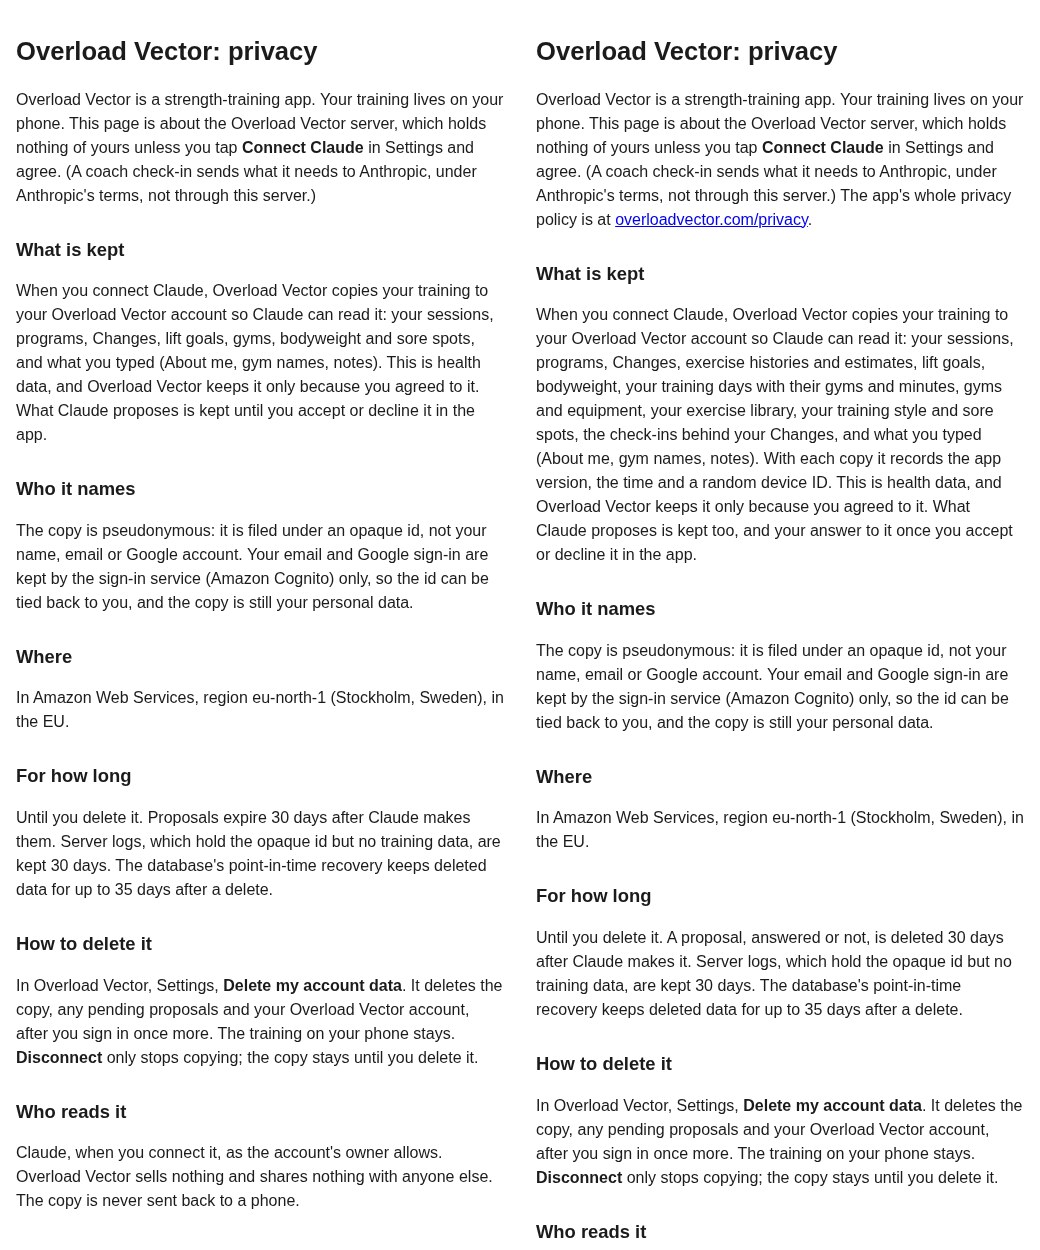 Overload Vector: privacy
Overload Vector is a strength-training app. Your training lives on your
phone. This page is about the Overload Vector server, which holds
nothing of yours unless you tap Connect Claude in Settings and
agree. (A coach check-in sends what it needs to Anthropic, under
Anthropic's terms, not through this server.)
What is kept
When you connect Claude, Overload Vector copies your training to
your Overload Vector account so Claude can read it: your sessions,
programs, Changes, lift goals, gyms, bodyweight and sore spots,
and what you typed (About me, gym names, notes). This is health
data, and Overload Vector keeps it only because you agreed to it.
What Claude proposes is kept until you accept or decline it in the
app.
Who it names
The copy is pseudonymous: it is filed under an opaque id, not your
name, email or Google account. Your email and Google sign-in are
kept by the sign-in service (Amazon Cognito) only, so the id can be
tied back to you, and the copy is still your personal data.
Where
In Amazon Web Services, region eu-north-1 (Stockholm, Sweden), in
the EU.
For how long
Until you delete it. Proposals expire 30 days after Claude makes
them. Server logs, which hold the opaque id but no training data, are
kept 30 days. The database's point-in-time recovery keeps deleted
data for up to 35 days after a delete.
How to delete it
In Overload Vector, Settings, Delete my account data. It deletes the
copy, any pending proposals and your Overload Vector account,
after you sign in once more. The training on your phone stays.
Disconnect only stops copying; the copy stays until you delete it.
Who reads it
Claude, when you connect it, as the account's owner allows.
Overload Vector sells nothing and shares nothing with anyone else.
The copy is never sent back to a phone.
Overload Vector: privacy
Overload Vector is a strength-training app. Your training lives on your
phone. This page is about the Overload Vector server, which holds
nothing of yours unless you tap Connect Claude in Settings and
agree. (A coach check-in sends what it needs to Anthropic, under
Anthropic's terms, not through this server.) The app's whole privacy
policy is at overloadvector.com/privacy.
What is kept
When you connect Claude, Overload Vector copies your training to
your Overload Vector account so Claude can read it: your sessions,
programs, Changes, exercise histories and estimates, lift goals,
bodyweight, your training days with their gyms and minutes, gyms
and equipment, your exercise library, your training style and sore
spots, the check-ins behind your Changes, and what you typed
(About me, gym names, notes). With each copy it records the app
version, the time and a random device ID. This is health data, and
Overload Vector keeps it only because you agreed to it. What
Claude proposes is kept too, and your answer to it once you accept
or decline it in the app.
Who it names
The copy is pseudonymous: it is filed under an opaque id, not your
name, email or Google account. Your email and Google sign-in are
kept by the sign-in service (Amazon Cognito) only, so the id can be
tied back to you, and the copy is still your personal data.
Where
In Amazon Web Services, region eu-north-1 (Stockholm, Sweden), in
the EU.
For how long
Until you delete it. A proposal, answered or not, is deleted 30 days
after Claude makes it. Server logs, which hold the opaque id but no
training data, are kept 30 days. The database's point-in-time
recovery keeps deleted data for up to 35 days after a delete.
How to delete it
In Overload Vector, Settings, Delete my account data. It deletes the
copy, any pending proposals and your Overload Vector account,
after you sign in once more. The training on your phone stays.
Disconnect only stops copying; the copy stays until you delete it.
Who reads it